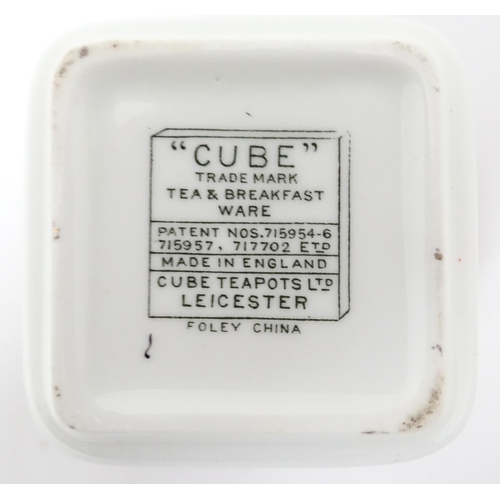 “CUBE”
TRADE MARK
TEA & BREAKFAST
WARE
PATENT NOS. 715954-6
715957, 717702 ETD
MADE IN ENGLAND
CUBE TEAPOTS LTD
LEICESTER
FOLEY CHINA